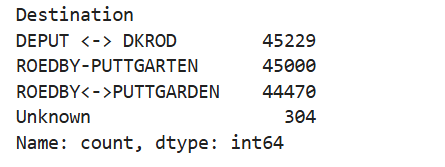 Destination
DEPUT <-> DKROD 45229
ROEDBY-PUTTGARTEN 45000
ROEDBY<->PUTTGARDEN 44470
Unknown 304
Name: count, dtype: int64